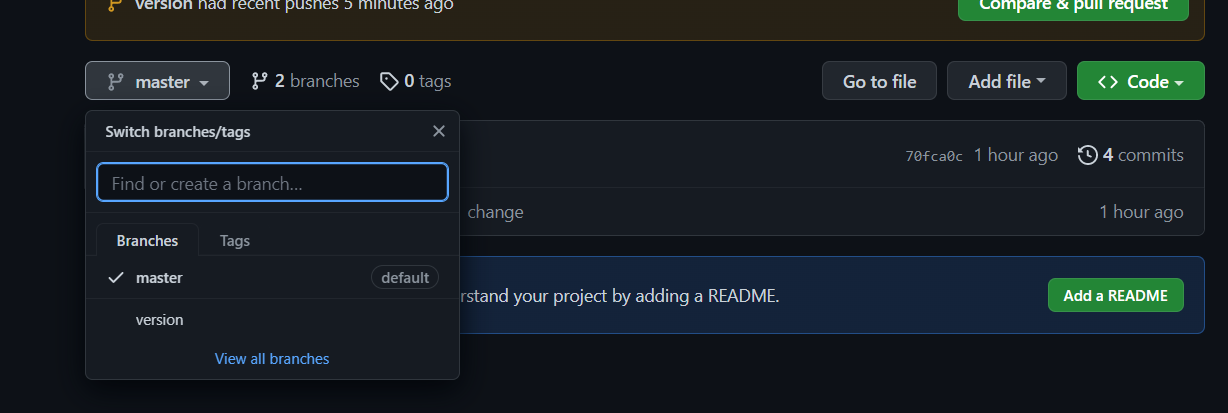 version had recent pushes 5 minutes ago
Compare & pull request
master
2 branches
0 tags
Go to file
Add file
Code
Switch branches/tags
Find or create a branch...
Branches
Tags
master
default
version
View all branches
70fca0c 1 hour ago
4 commits
change
1 hour ago
rstand your project by adding a README.
Add a README